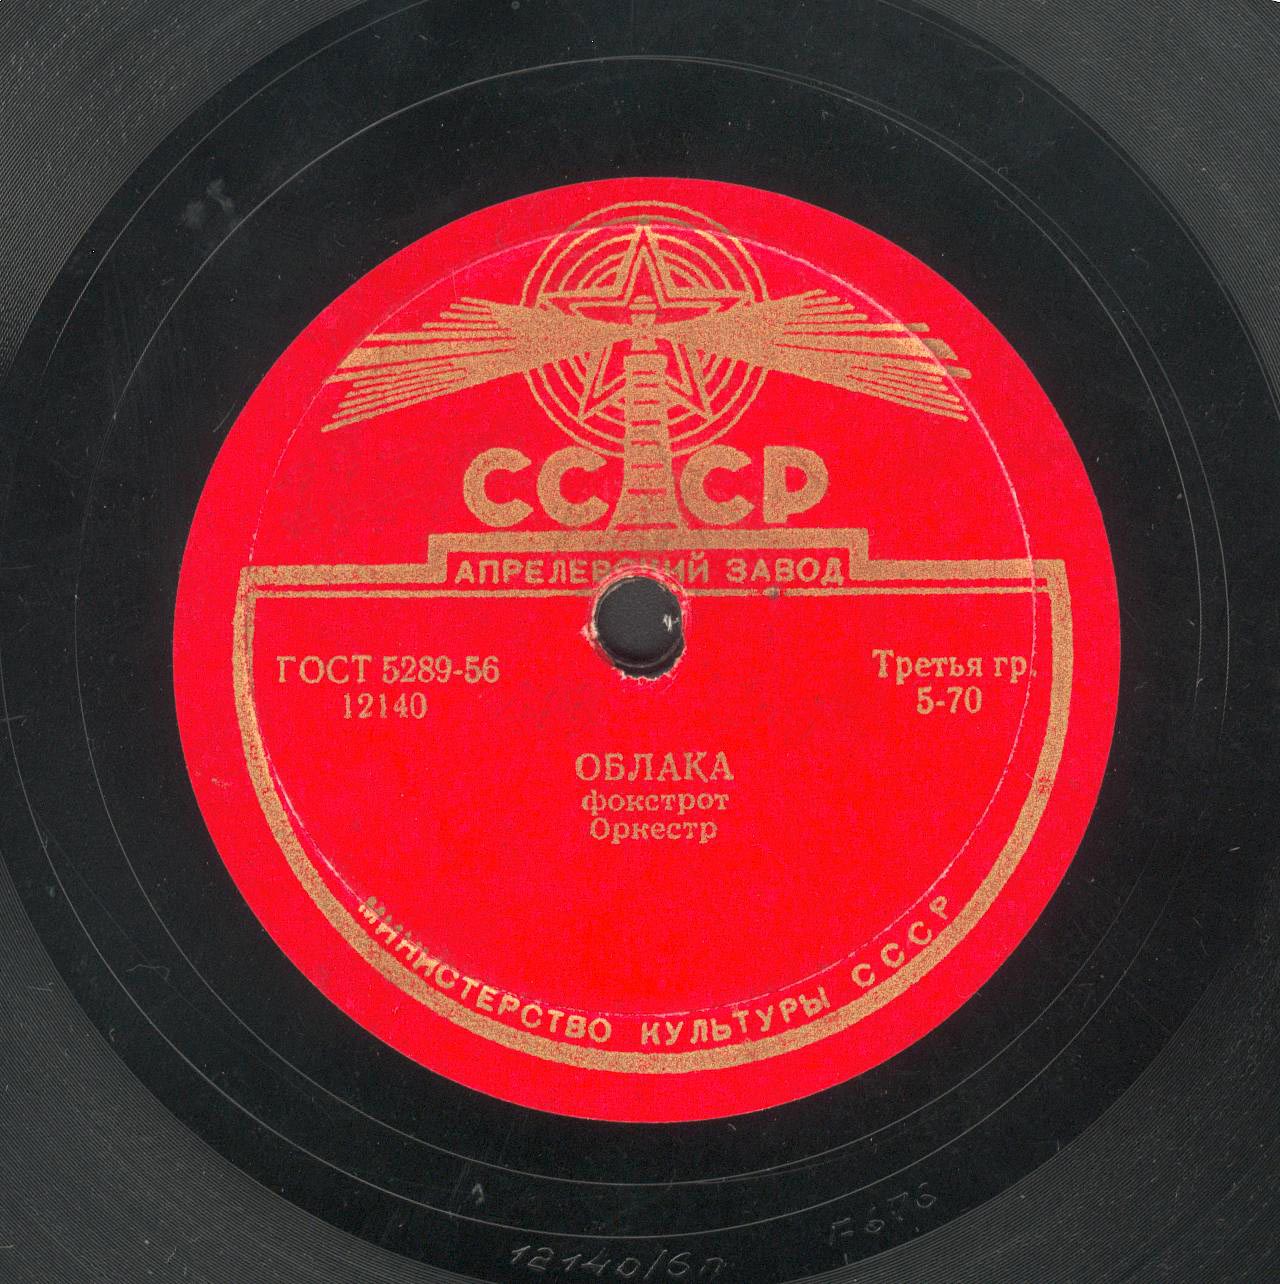 СССР
АПРЕЛЕВСКИЙ ЗАВОД
ГОСТ 5289-56
12140
Третья гр.
5-70
ОБЛАКА
фокстрот
Оркестр
МИНИСТЕРСТВО КУЛЬТУРЫ СССР
12140/6п